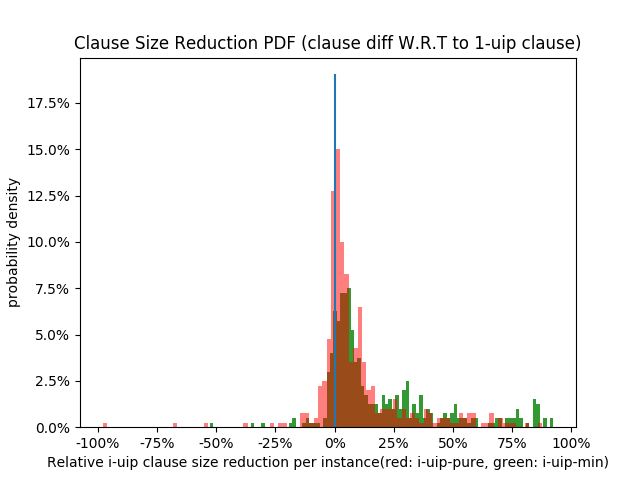 Clause Size Reduction PDF (clause diff W.R.T to 1-uip clause)
17.5%
15.0%
12.5%
10.0%
7.5%
5.0%
2.5%
0.0%
probability density
-100% -75% -50% -25% 0% 25% 50% 75% 100%
Relative i-uip clause size reduction per instance(red: i-uip-pure, green: i-uip-min)